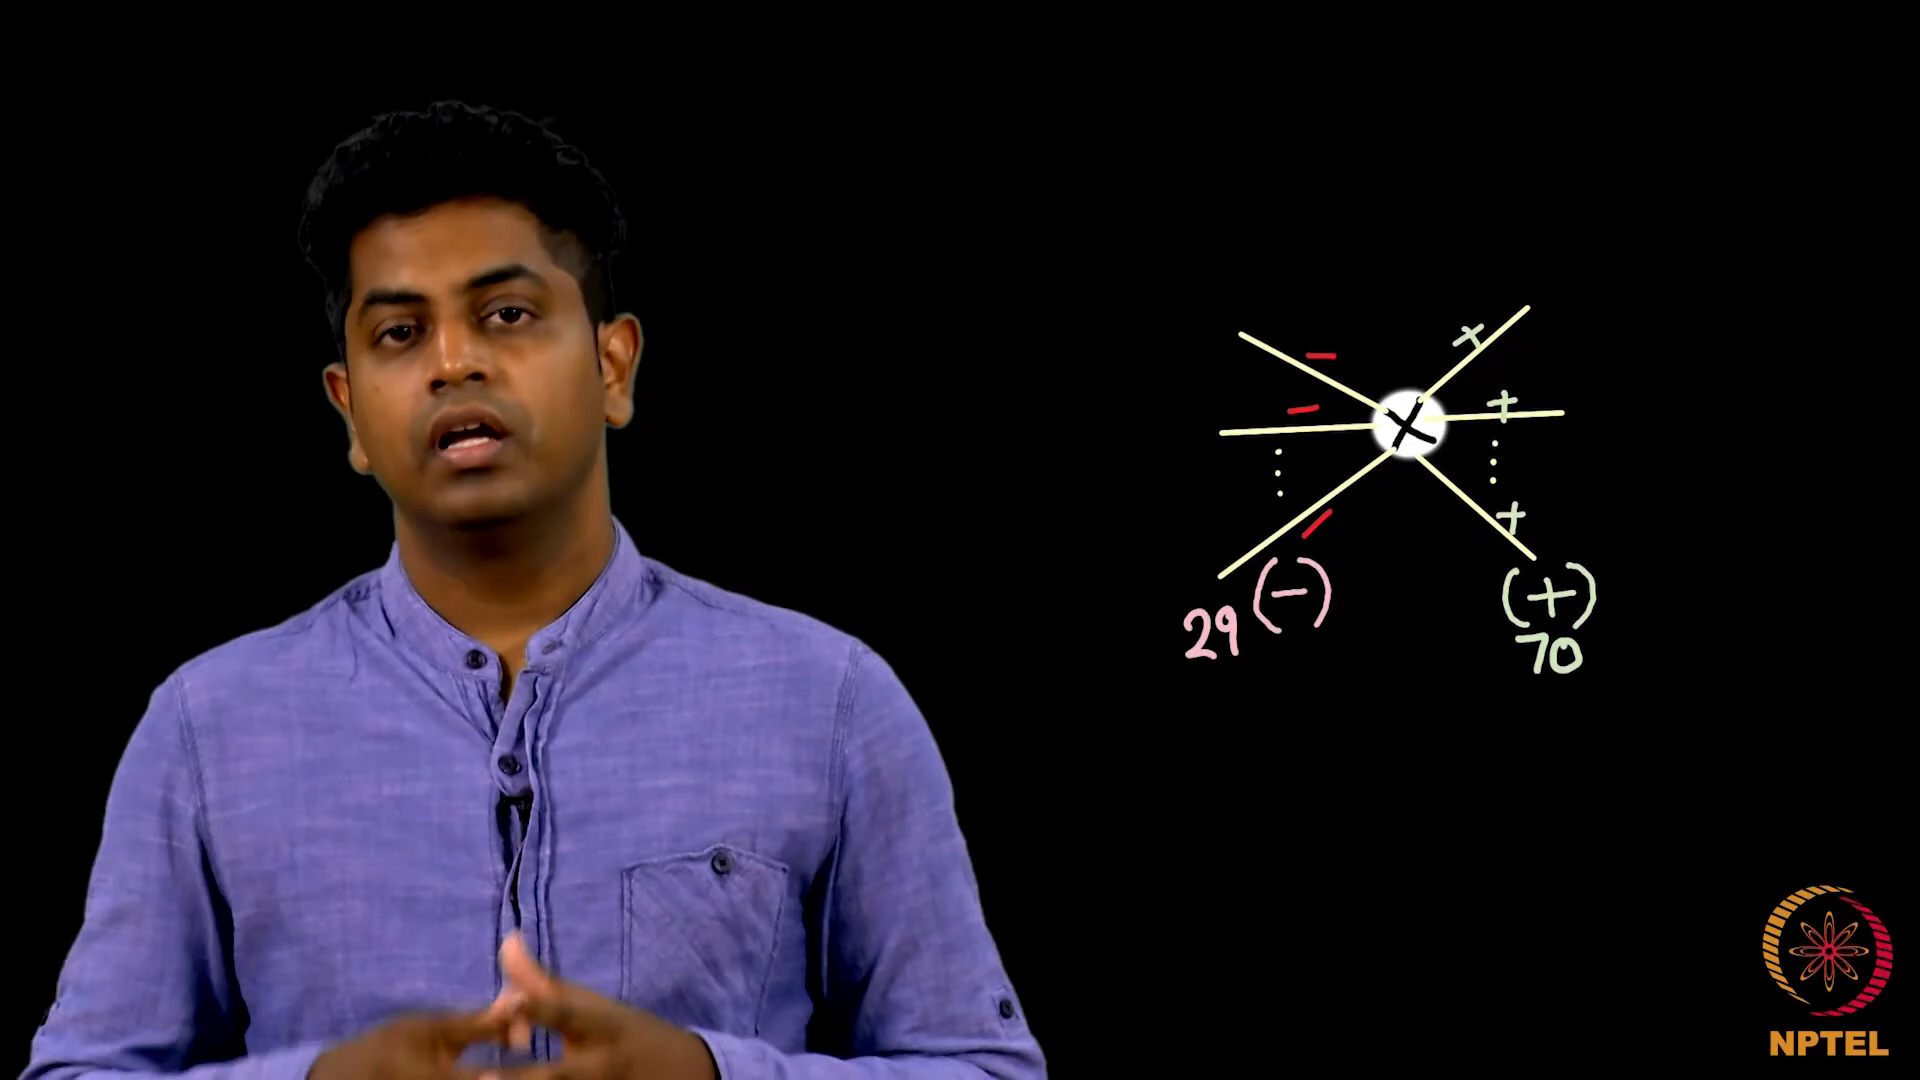 - +
- X +
- +
29 (-) (+)
70
NPTEL